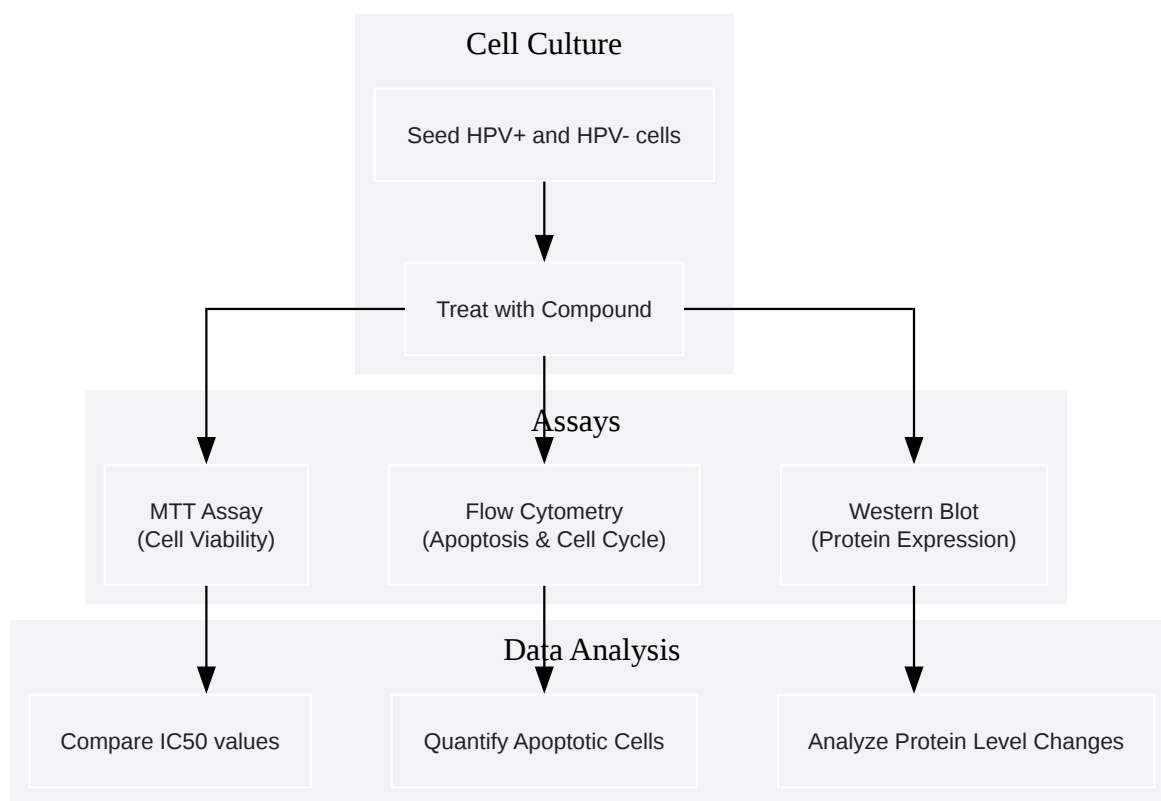 Cell Culture
Seed HPV+ and HPV- cells
Treat with Compound
Assays
MTT Assay
(Cell Viability)
Flow Cytometry
(Apoptosis & Cell Cycle)
Western Blot
(Protein Expression)
Data Analysis
Compare IC50 values
Quantify Apoptotic Cells
Analyze Protein Level Changes